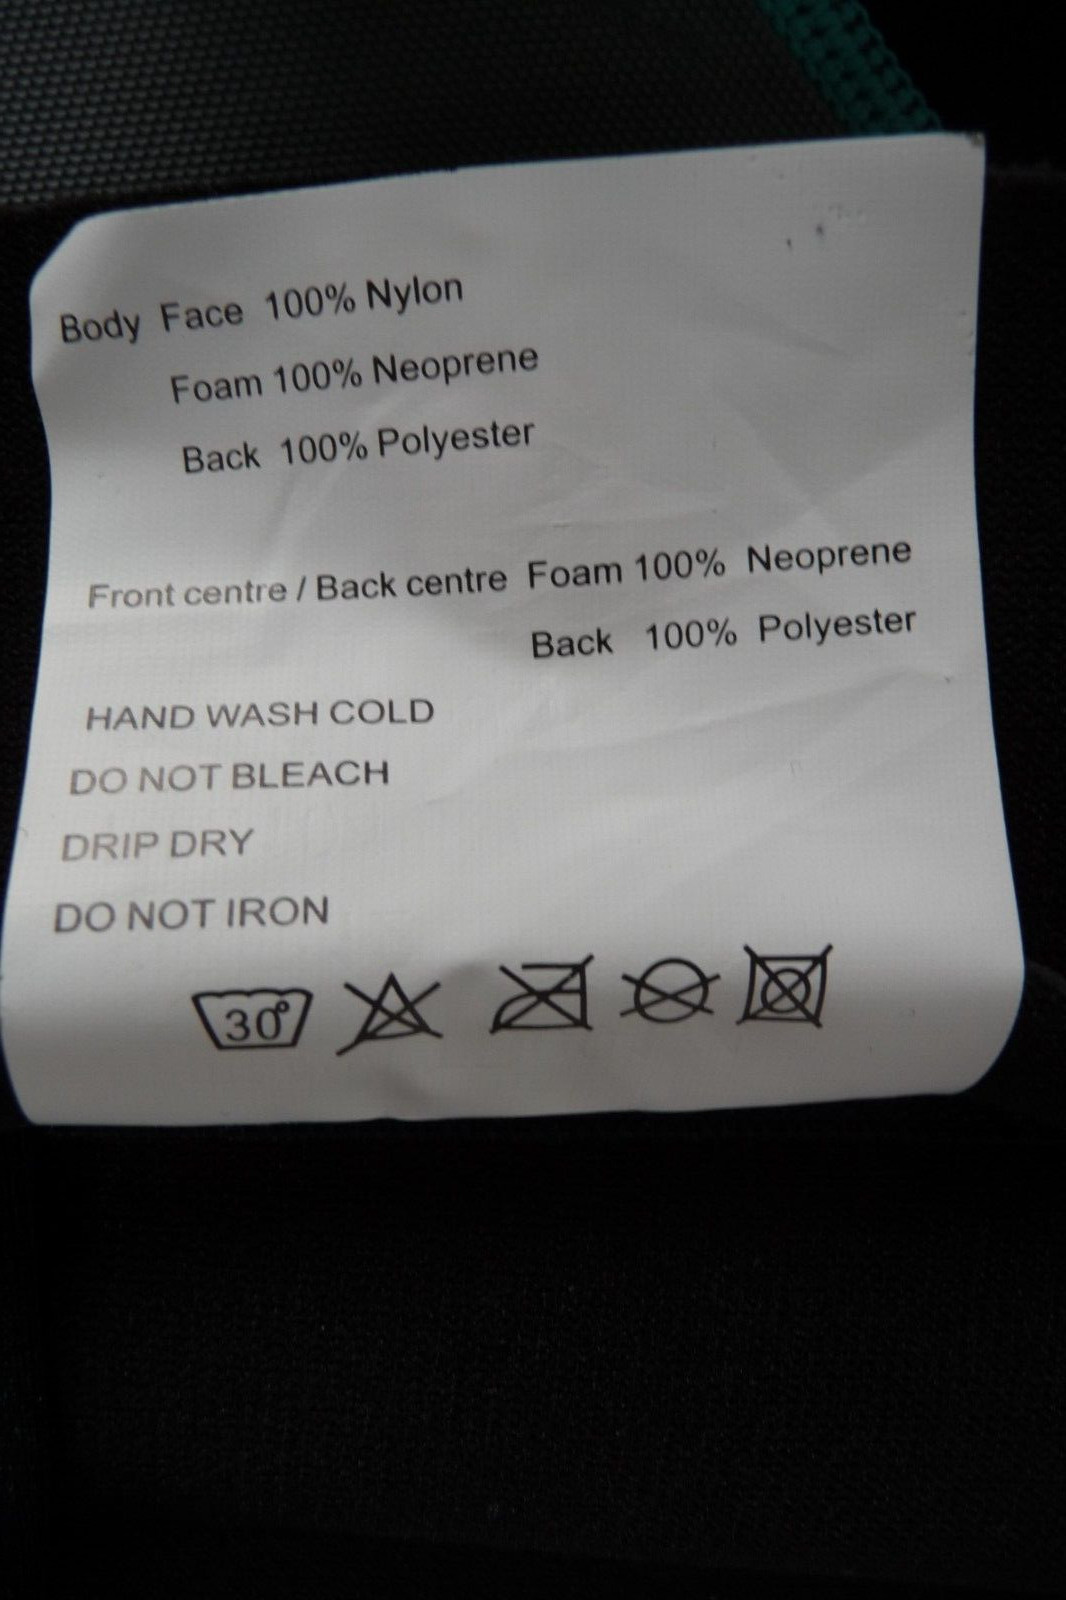 Body Face 100% Nylon
Foam 100% Neoprene
Back 100% Polyester
Front centre / Back centre Foam 100% Neoprene
Back 100% Polyester
HAND WASH COLD
DO NOT BLEACH
DRIP DRY
DO NOT IRON
30°